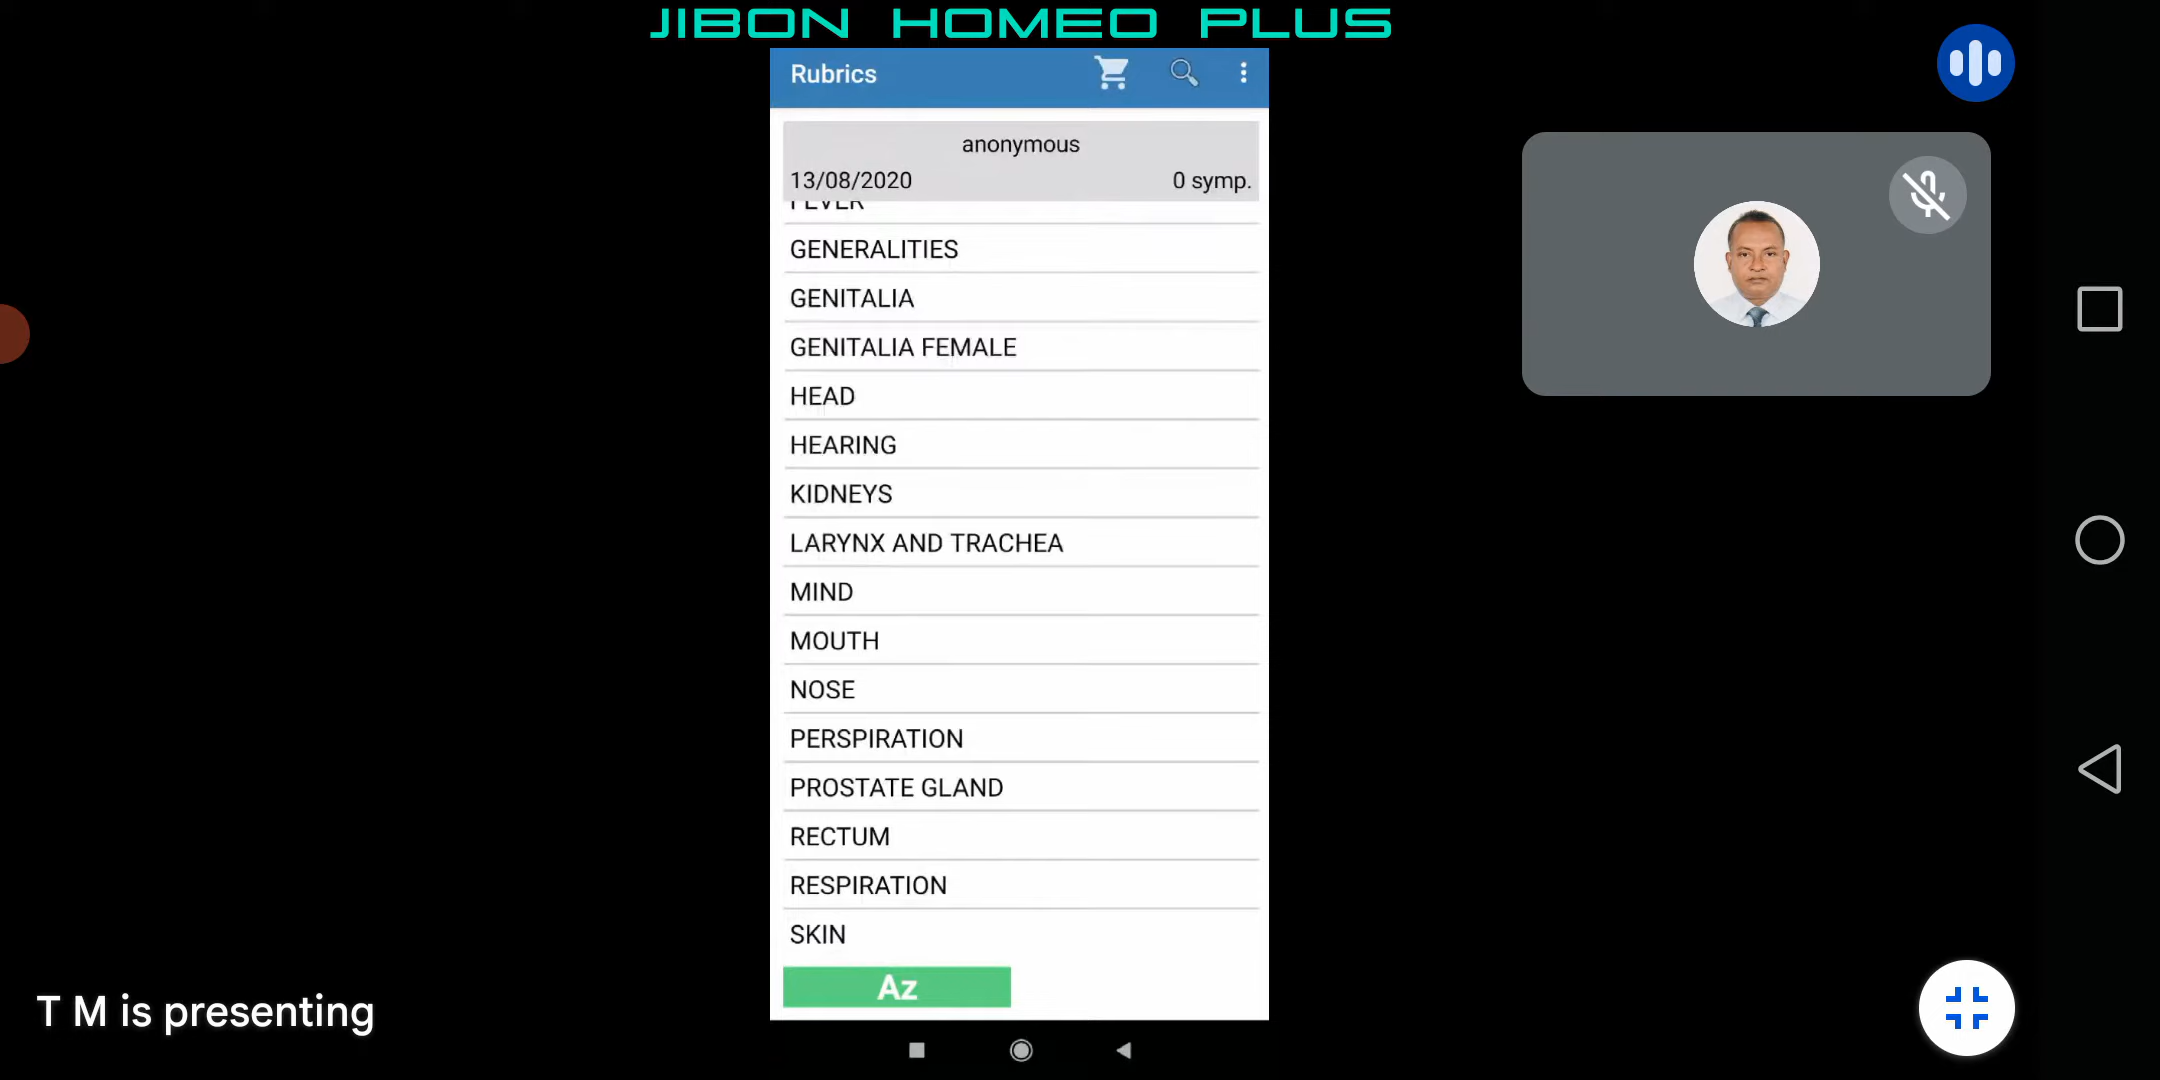 JIBON HOMEO PLUS
Rubrics
anonymous
13/08/2020 0 symp.
FEVER
GENERALITIES
GENITALIA
GENITALIA FEMALE
HEAD
HEARING
KIDNEYS
LARYNX AND TRACHEA
MIND
MOUTH
NOSE
PERSPIRATION
PROSTATE GLAND
RECTUM
RESPIRATION
SKIN
Az
T M is presenting